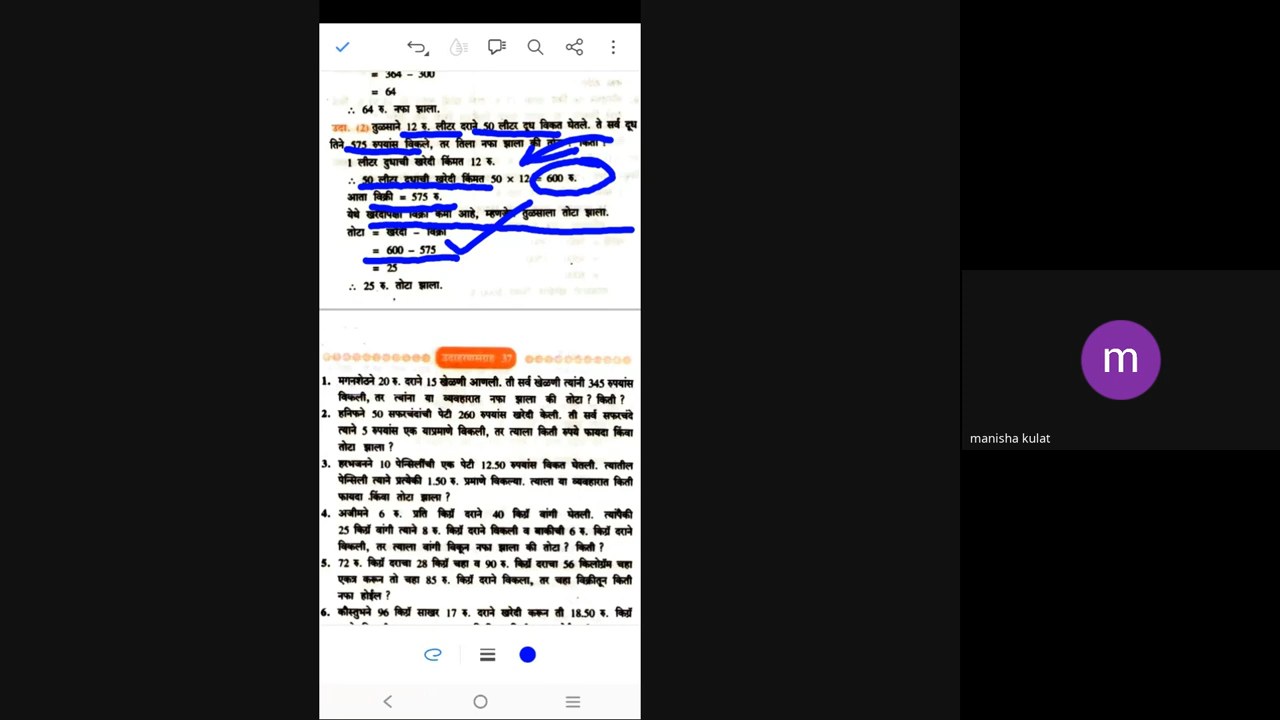 = 364 - 300
= 64
∴ 64 रु. नफा झाला.
उदा. (2) तुळसाने 12 रु. लीटर दराने 50 लीटर दूध विकत घेतले. ते सर्व दूध
तिने 575 रुपयांस विकले, तर तिला नफा झाला की तोटा ? किती ?
1 लीटर दुधाची खरेदी किंमत 12 रु.
∴ 50 लीटर दुधाची खरेदी किंमत 50 × 12 = 600 रु.
आता विक्री = 575 रु.
येथे खरेदीपेक्षा विक्री कमी आहे, म्हणजे तुळसाला तोटा झाला.
तोटा = खरेदी - विक्री
= 600 - 575
= 25
∴ 25 रु. तोटा झाला.
उदाहरणसंग्रह 37
1. मगनशेठने 20 रु. दराने 15 खेळणी आणली. ती सर्व खेळणी त्यांनी 345 रुपयांस
विकली, तर त्यांना या व्यवहारात नफा झाला की तोटा ? किती ?
2. हनिफने 50 सफरचंदांची पेटी 260 रुपयांस खरेदी केली. ती सर्व सफरचंदे
त्याने 5 रुपयांस एक याप्रमाणे विकली, तर त्याला किती रुपये फायदा किंवा
तोटा झाला ?
3. हरभजनने 10 पेन्सिलींची एक पेटी 12.50 रुपयांस विकत घेतली. त्यातील
पेन्सिली त्याने प्रत्येकी 1.50 रु. प्रमाणे विकल्या. त्याला या व्यवहारात किती
फायदा किंवा तोटा झाला ?
4. अजीमने 6 रु. प्रति किग्रॅ दराने 40 किग्रॅ वांगी घेतली. त्यांपैकी
25 किग्रॅ वांगी त्याने 8 रु. किग्रॅ दराने विकली व बाकीची 6 रु. किग्रॅ दराने
विकली, तर त्याला वांगी विकून नफा झाला की तोटा ? किती ?
5. 72 रु. किग्रॅ दराचा 28 किग्रॅ चहा व 90 रु. किग्रॅ दराचा 56 किलोग्रॅम चहा
एकत्र करून तो चहा 85 रु. किग्रॅ दराने विकला, तर चहा विक्रीतून किती
नफा होईल ?
6. कौस्तुभने 96 किग्रॅ साखर 17 रु. दराने खरेदी करून ती 18.50 रु. किग्रॅ
m
manisha kulat